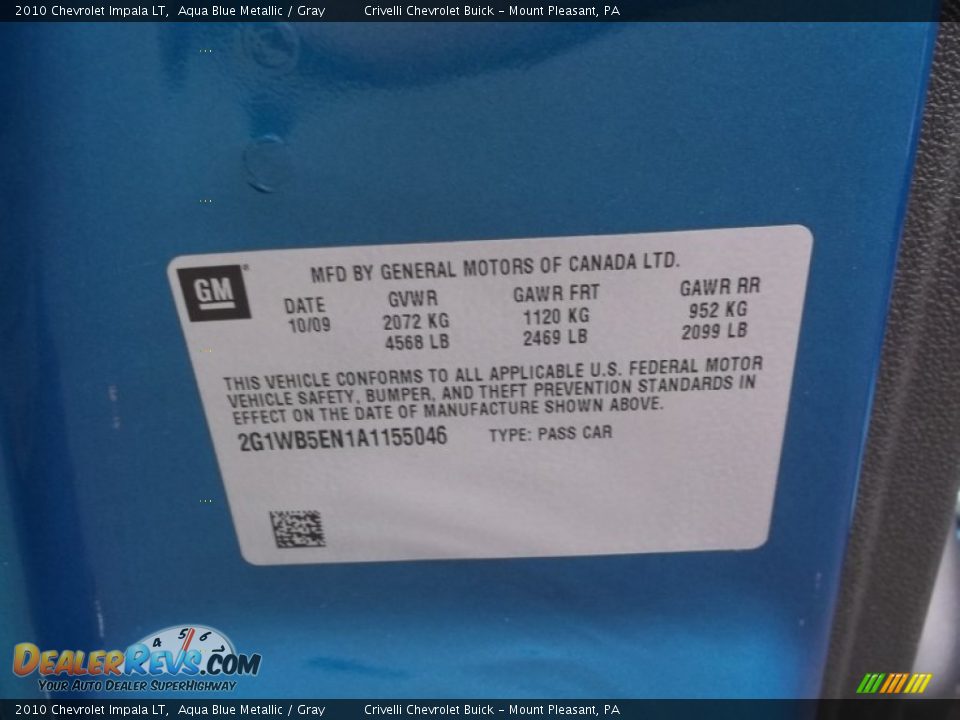 2010 Chevrolet Impala LT, Aqua Blue Metallic / Gray Crivelli Chevrolet Buick - Mount Pleasant, PA
GM
MFD BY GENERAL MOTORS OF CANADA LTD.
DATE GVWR GAWR FRT GAWR RR
10/09 2072 KG 1120 KG 952 KG
4568 LB 2469 LB 2099 LB
THIS VEHICLE CONFORMS TO ALL APPLICABLE U.S. FEDERAL MOTOR
VEHICLE SAFETY, BUMPER, AND THEFT PREVENTION STANDARDS IN
EFFECT ON THE DATE OF MANUFACTURE SHOWN ABOVE.
2G1WB5EN1A1155046 TYPE: PASS CAR
4 5 6
DEALERREVS.COM
YOUR AUTO DEALER SUPERHIGHWAY
2010 Chevrolet Impala LT, Aqua Blue Metallic / Gray Crivelli Chevrolet Buick - Mount Pleasant, PA